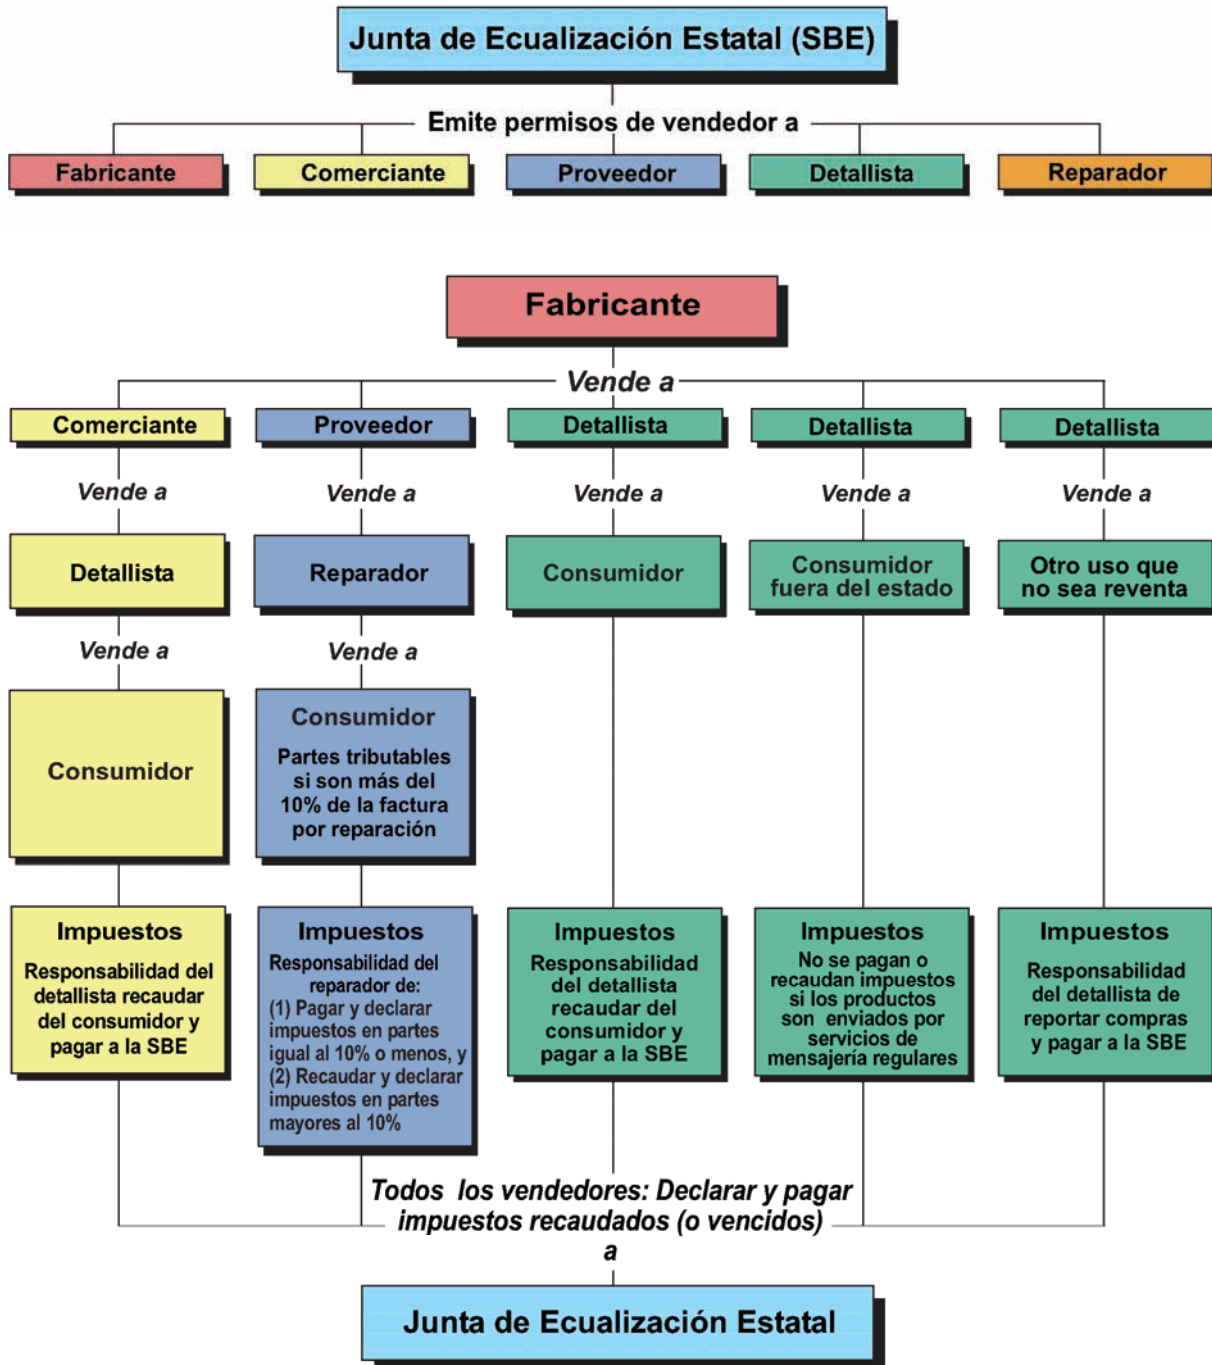 Junta de Ecualización Estatal (SBE)
Emite permisos de vendedor a
Fabricante
Comerciante
Proveedor
Detallista
Reparador
Fabricante
Vende a
Comerciante
Proveedor
Detallista
Detallista
Detallista
Vende a
Vende a
Vende a
Vende a
Vende a
Detallista
Reparador
Consumidor
Consumidor
fuera del estado
Otro uso que
no sea reventa
Vende a
Vende a
Consumidor
Consumidor
Partes tributables
si son más del
10% de la factura
por reparación
Impuestos
Responsabilidad del
detallista recaudar
del consumidor y
pagar a la SBE
Impuestos
Responsabilidad del
reparador de:
(1) Pagar y declarar
impuestos en partes
igual al 10% o menos, y
(2) Recaudar y declarar
impuestos en partes
mayores al 10%
Impuestos
Responsabilidad
del detallista
recaudar del
consumidor y
pagar a la SBE
Impuestos
No se pagan o
recaudan impuestos
si los productos
son enviados por
servicios de
mensajería regulares
Impuestos
Responsabilidad
del detallista de
reportar compras
y pagar a la SBE
Todos los vendedores: Declarar y pagar
impuestos recaudados (o vencidos)
a
Junta de Ecualización Estatal